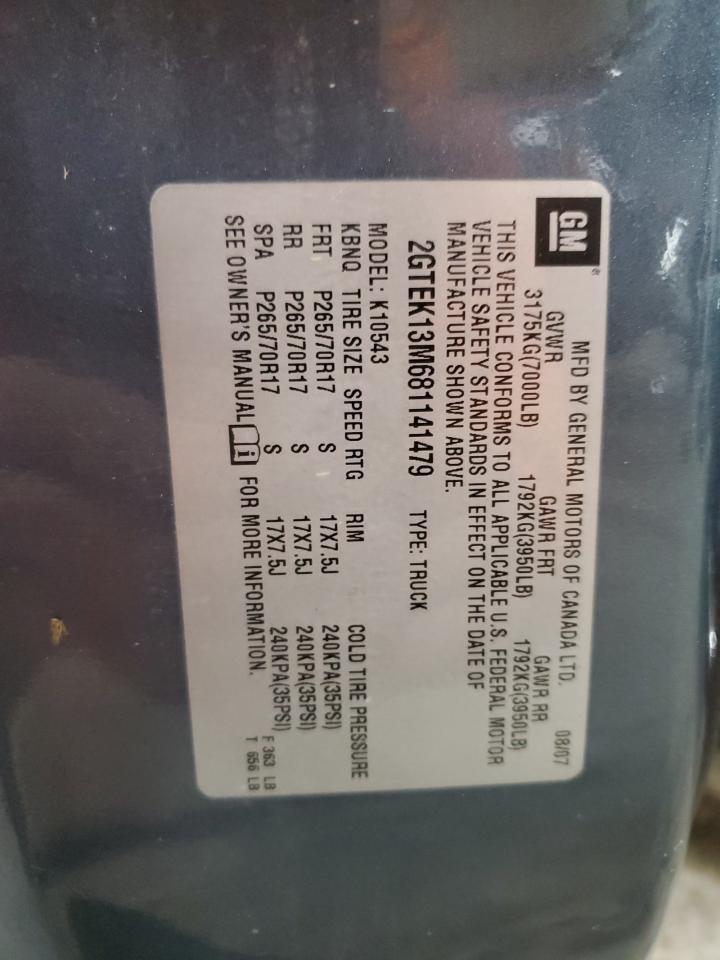 GM®
MFD BY GENERAL MOTORS OF CANADA LTD. 08/07
GVWR GAWR FRT GAWR RR
3175KG(7000LB) 1792KG(3950LB) 1792KG(3950LB)
THIS VEHICLE CONFORMS TO ALL APPLICABLE U.S. FEDERAL MOTOR
VEHICLE SAFETY STANDARDS IN EFFECT ON THE DATE OF
MANUFACTURE SHOWN ABOVE.
2GTEK13M681141479 TYPE: TRUCK
MODEL: K10543
KBNQ TIRE SIZE SPEED RTG RIM COLD TIRE PRESSURE
FRT P265/70R17 S 17X7.5J 240KPA(35PSI)
RR P265/70R17 S 17X7.5J 240KPA(35PSI)
SPA P265/70R17 S 17X7.5J 240KPA(35PSI)
SEE OWNER'S MANUAL i FOR MORE INFORMATION.
F 363 LB
T 656 LB